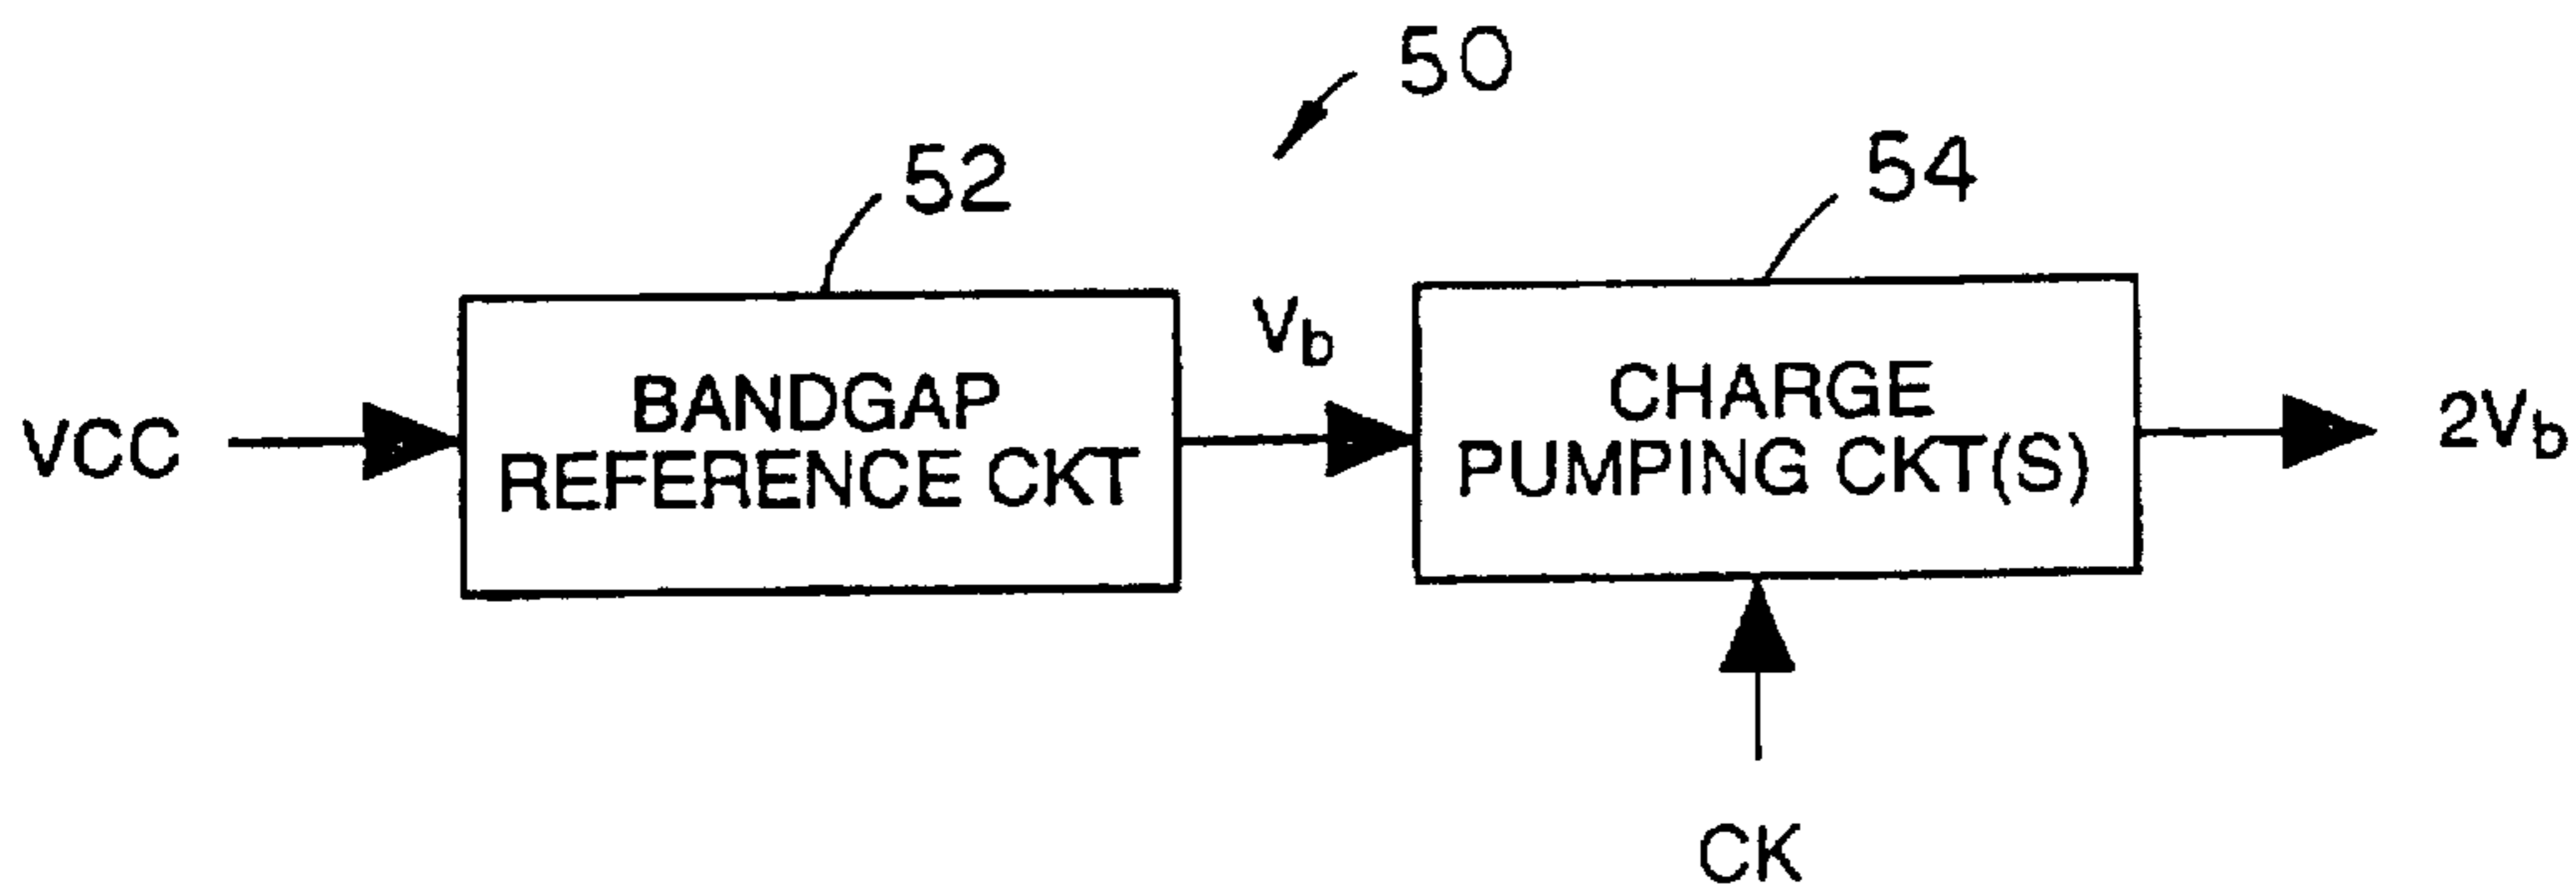 50
52
54
VCC
BANDGAP
REFERENCE CKT
Vb
CHARGE
PUMPING CKT(S)
2Vb
CK